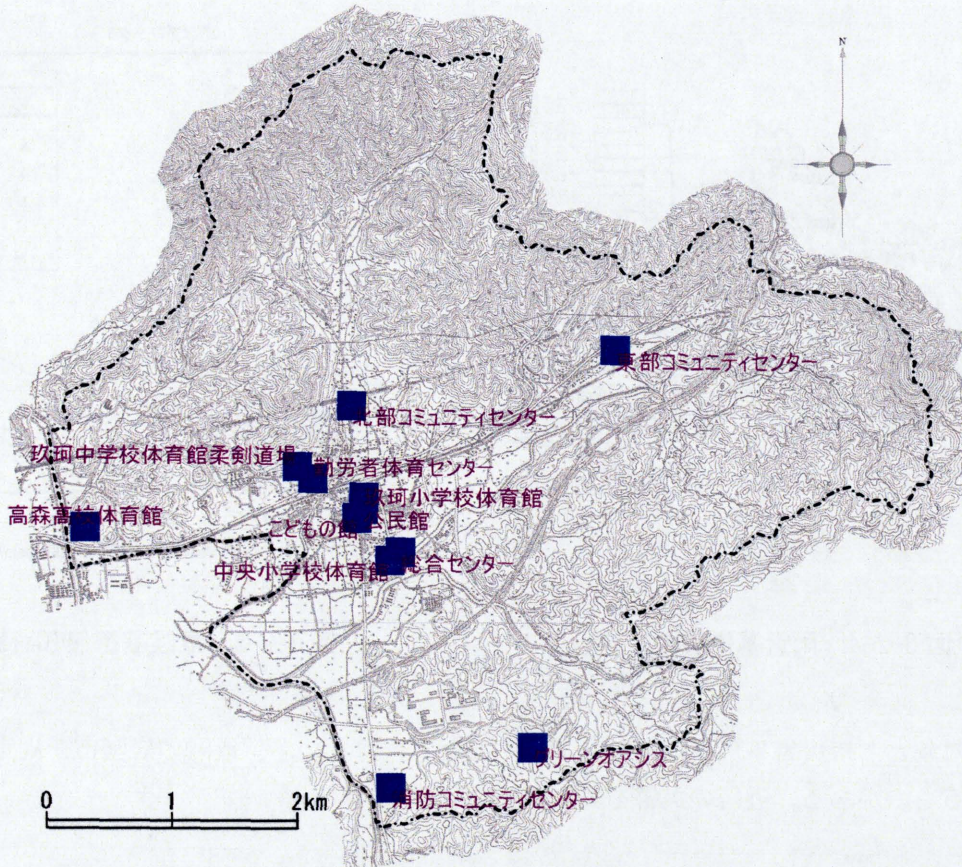 N
東部コミュニティセンター
北部コミュニティセンター
玖珂中学校体育館柔剣道場
勤労者体育センター
玖珂小学校体育館
高森高校体育館
公民館
こどもの館
総合センター
中央小学校体育館
グリーンオアシス
消防コミュニティセンター
0 1 2km